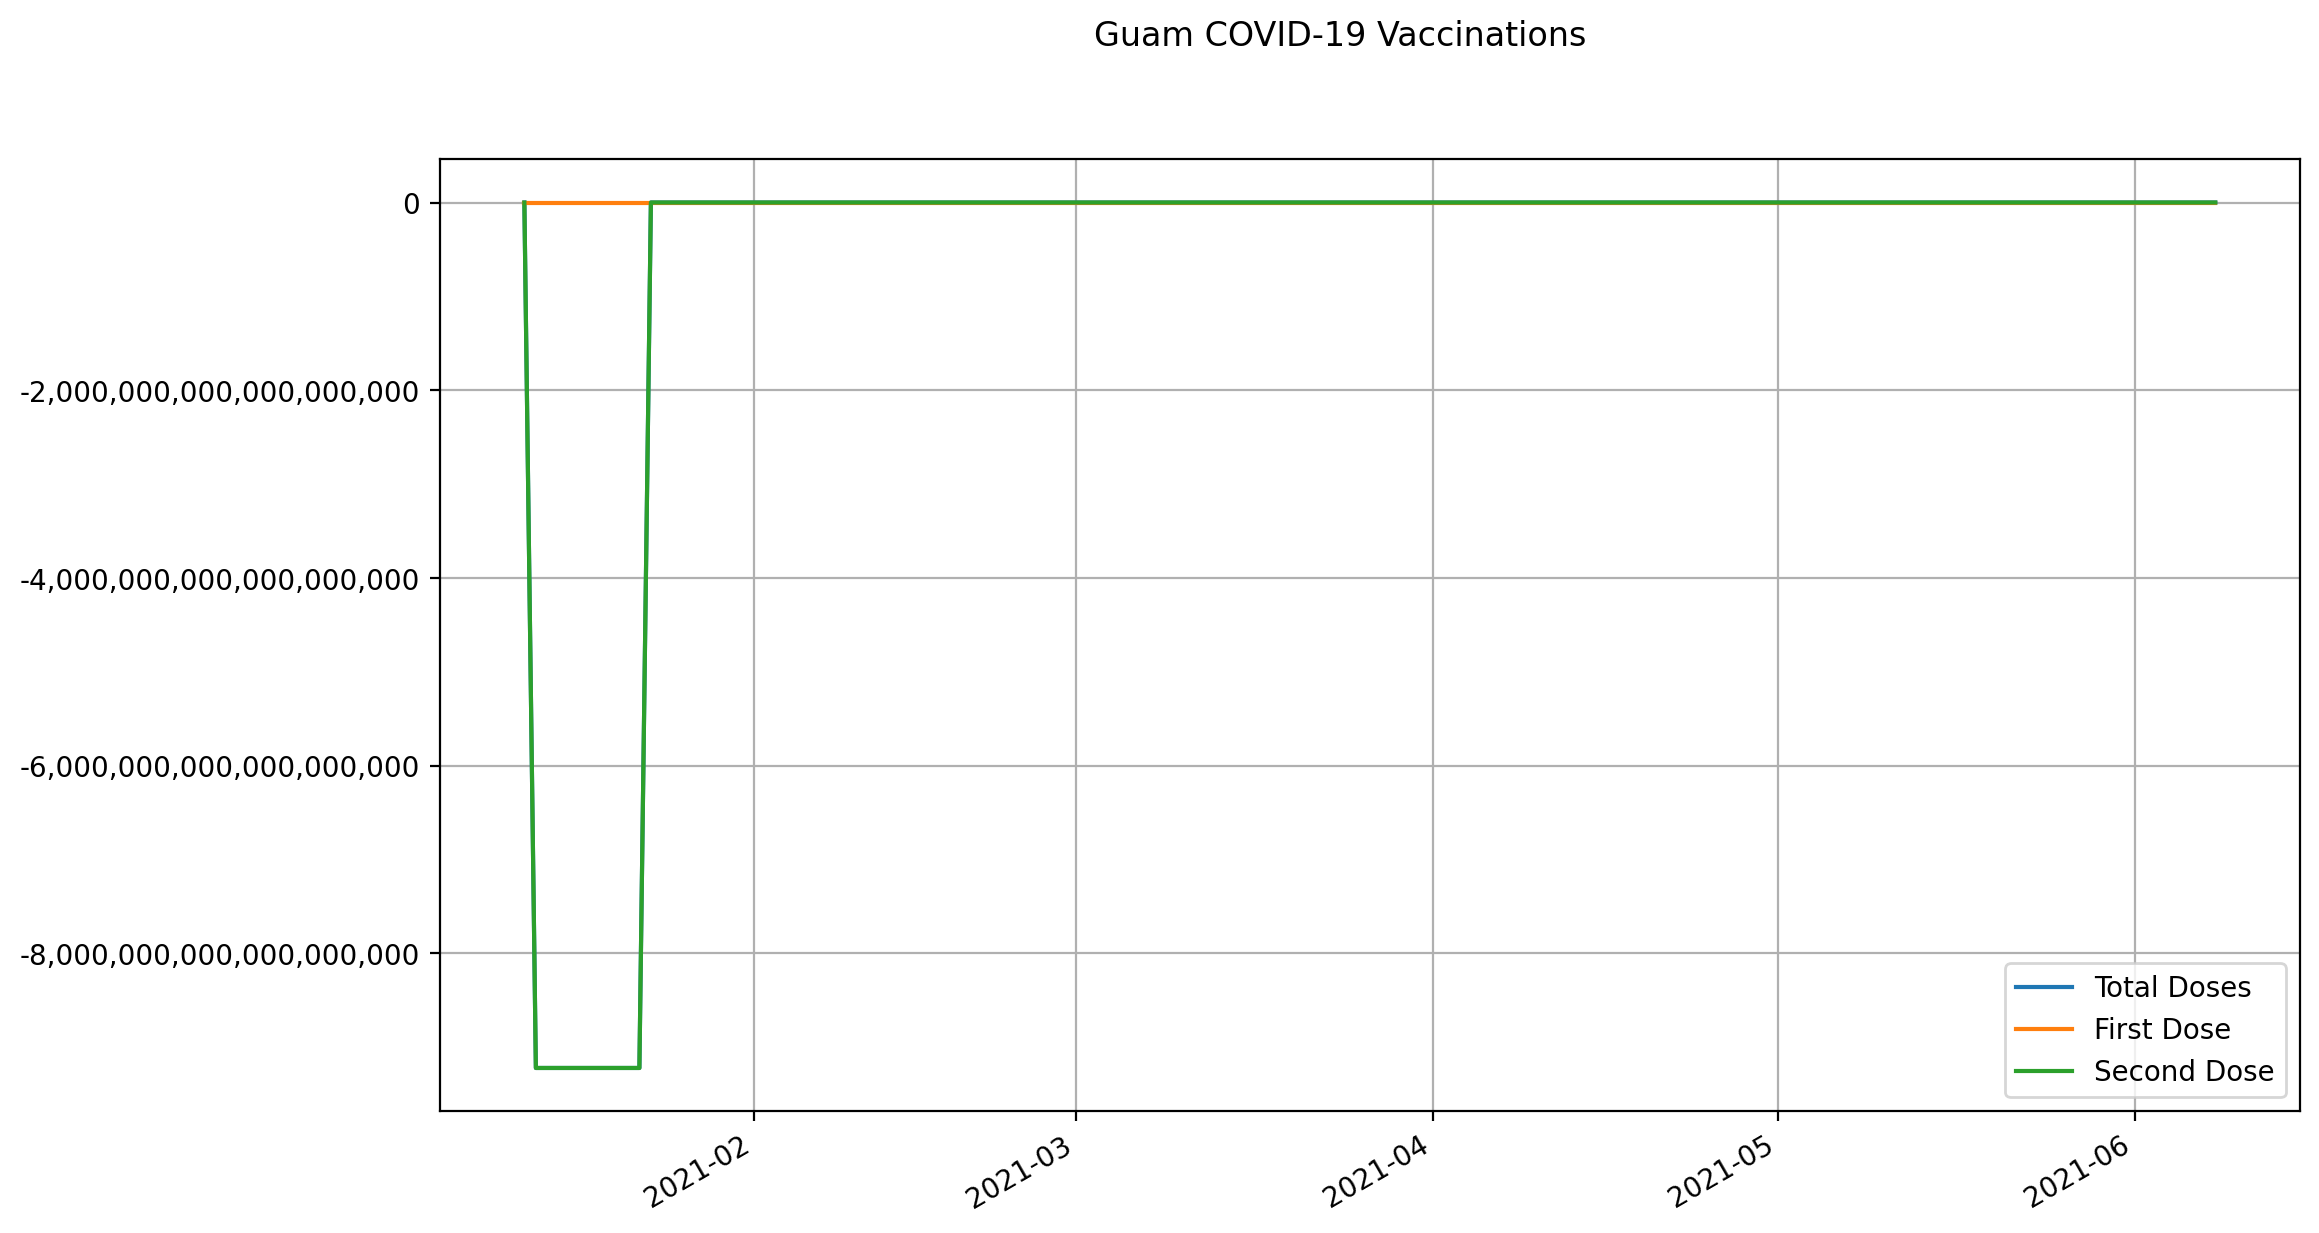 Guam COVID-19 Vaccinations
0
-2,000,000,000,000,000,000
-4,000,000,000,000,000,000
-6,000,000,000,000,000,000
-8,000,000,000,000,000,000
Total Doses
First Dose
Second Dose
2021-02
2021-03
2021-04
2021-05
2021-06